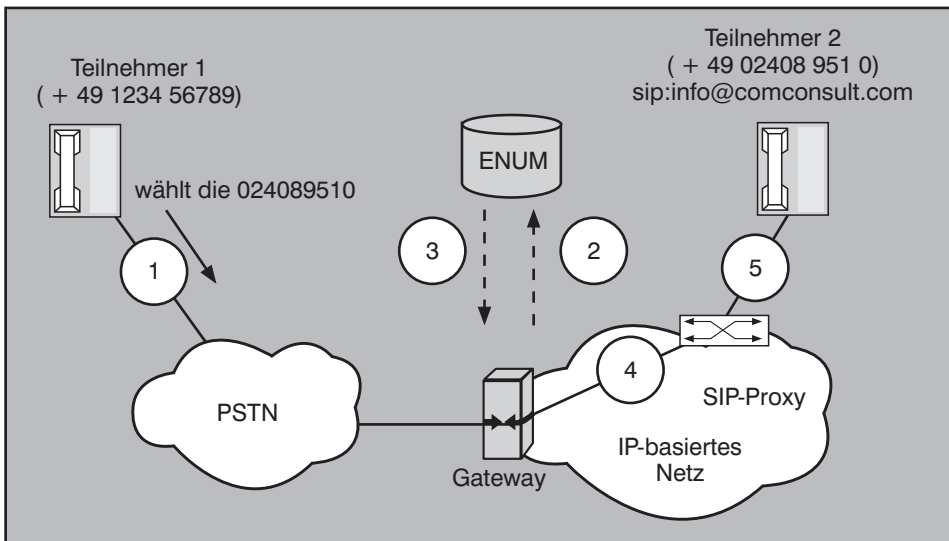 Teilnehmer 1
( + 49 1234 56789)
Teilnehmer 2
( + 49 02408 951 0)
sip:info@comconsult.com
ENUM
wählt die 024089510
1
3
2
5
4
PSTN
SIP-Proxy
IP-basiertes
Netz
Gateway